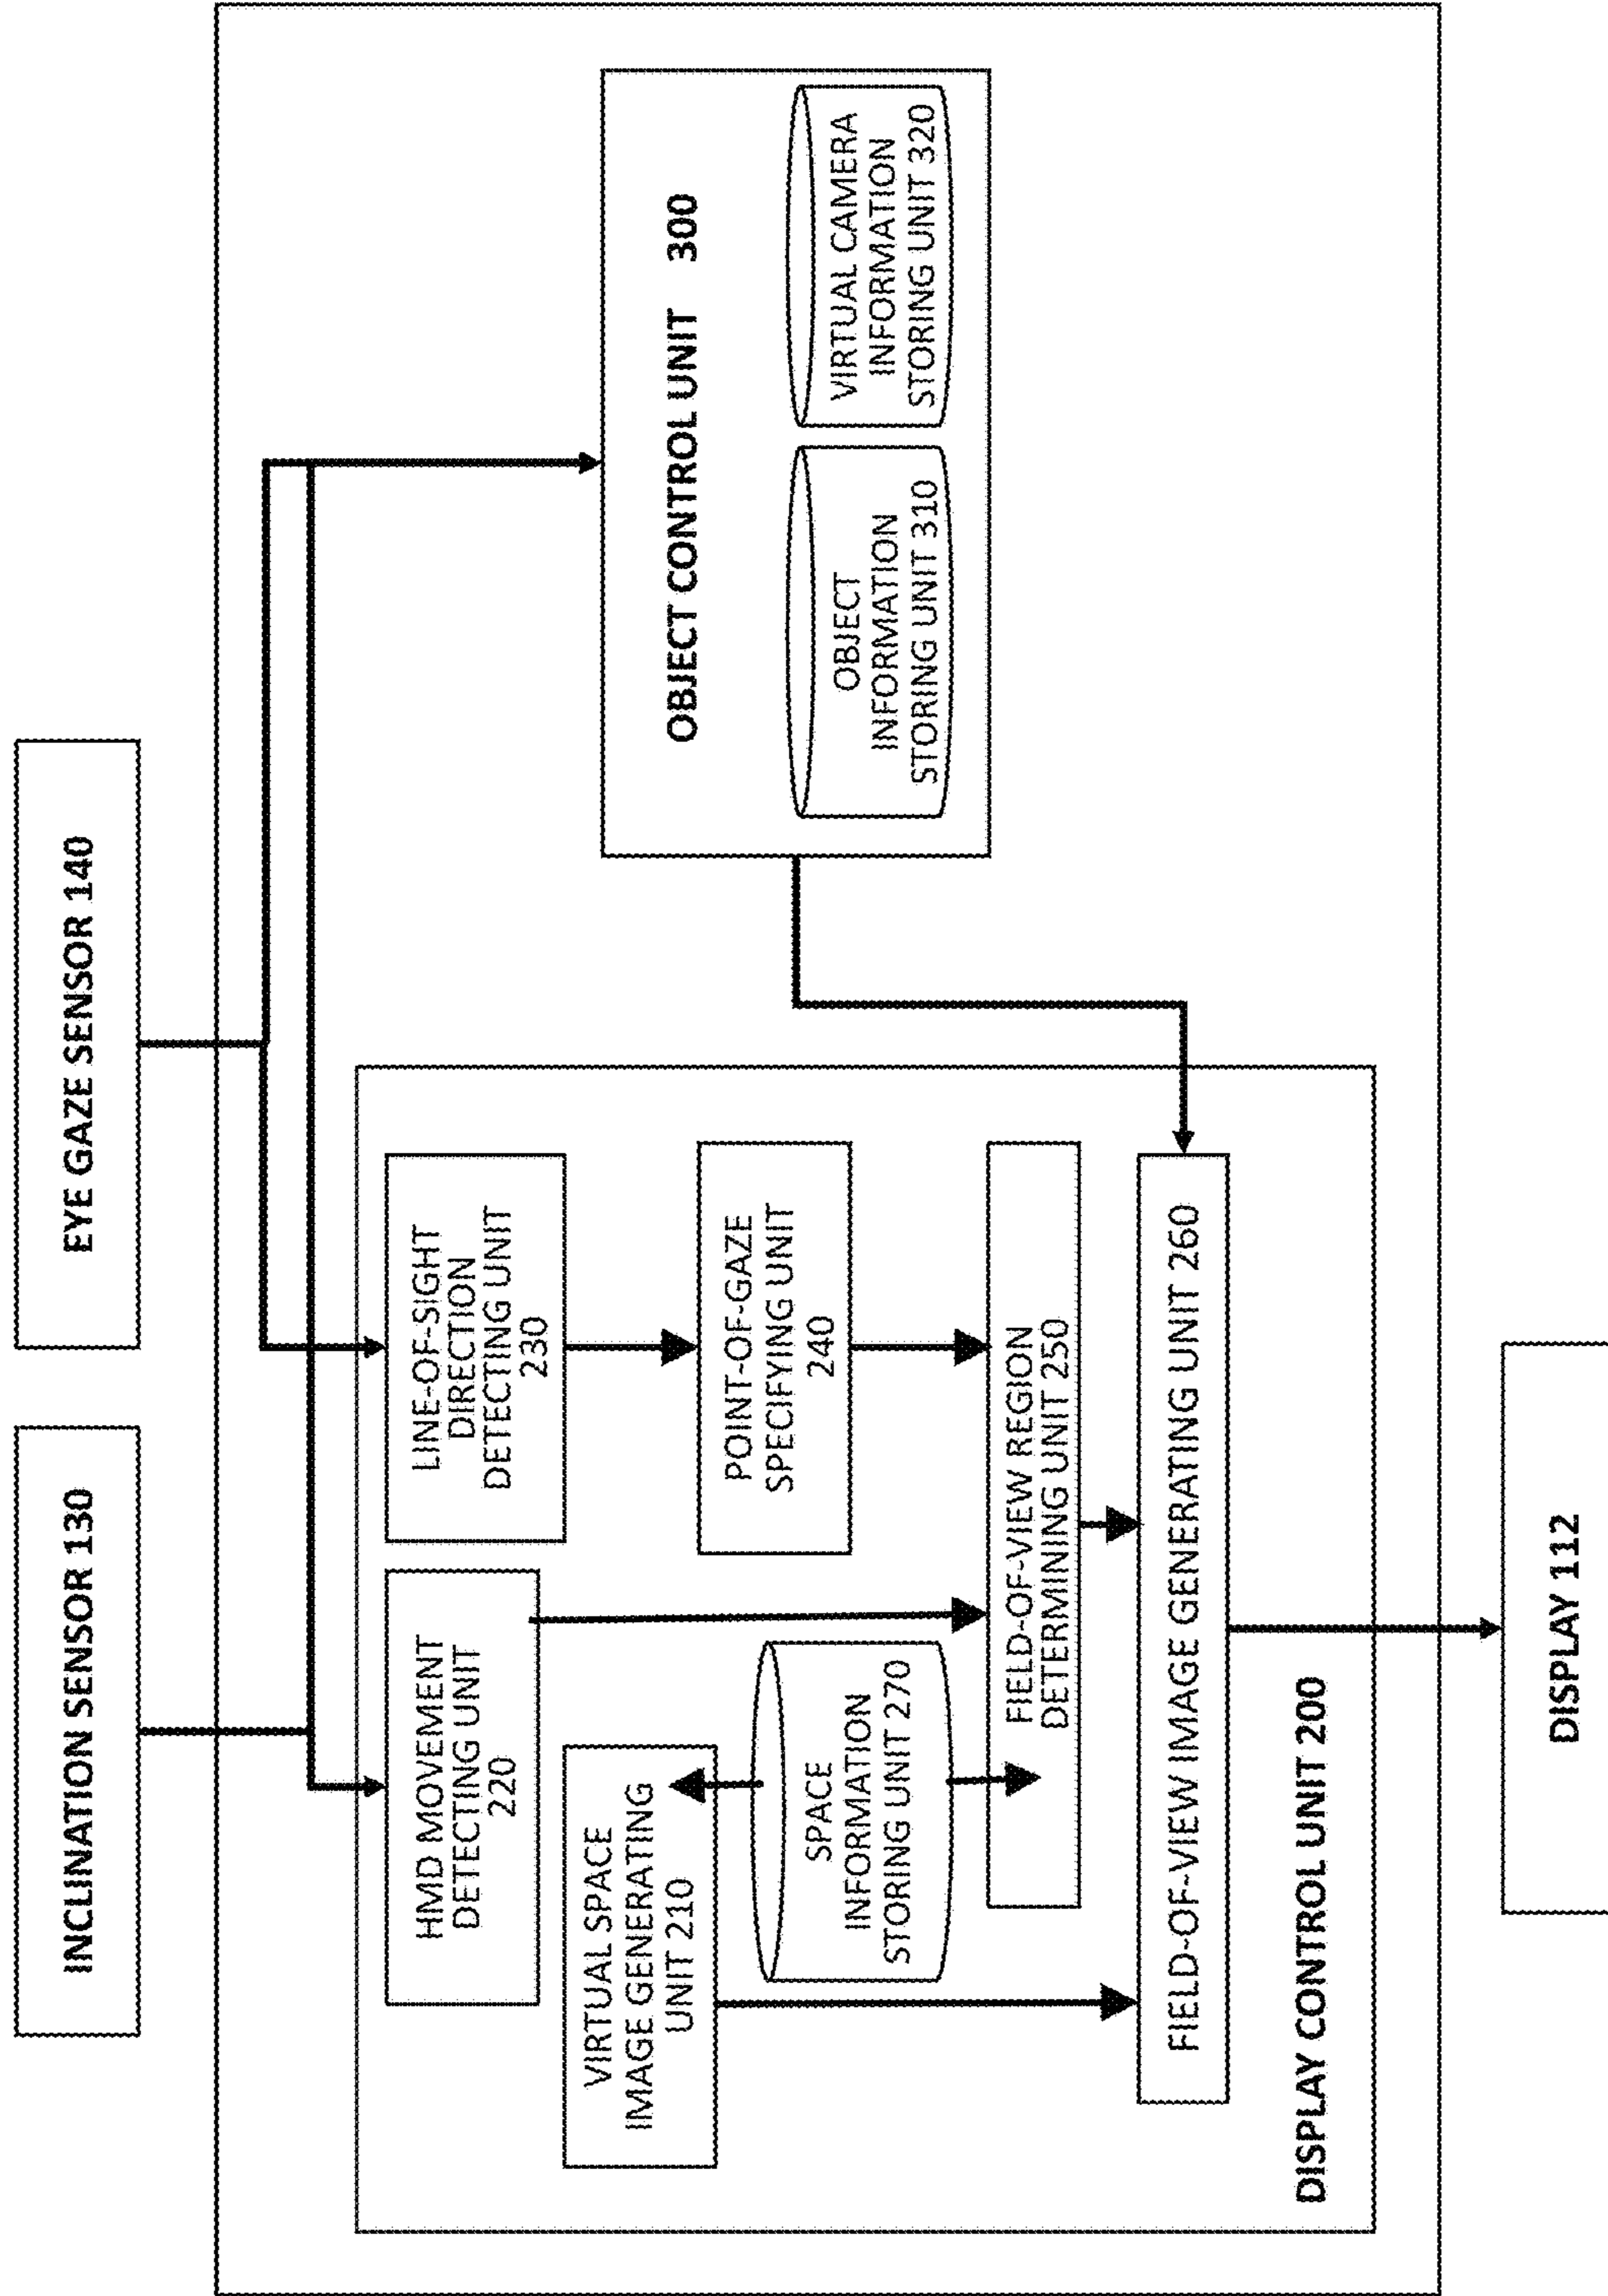 INCLINATION SENSOR 130
EYE GAZE SENSOR 140
HMD MOVEMENT
DETECTING UNIT
220
LINE-OF-SIGHT
DIRECTION
DETECTING UNIT
230
VIRTUAL SPACE
IMAGE GENERATING
UNIT 210
POINT-OF-GAZE
SPECIFYING UNIT
240
SPACE
INFORMATION
STORING UNIT 270
FIELD-OF-VIEW REGION
DETERMINING UNIT 250
FIELD-OF-VIEW IMAGE GENERATING UNIT 260
DISPLAY CONTROL UNIT 200
OBJECT CONTROL UNIT 300
OBJECT
INFORMATION
STORING UNIT 310
VIRTUAL CAMERA
INFORMATION
STORING UNIT 320
DISPLAY 112